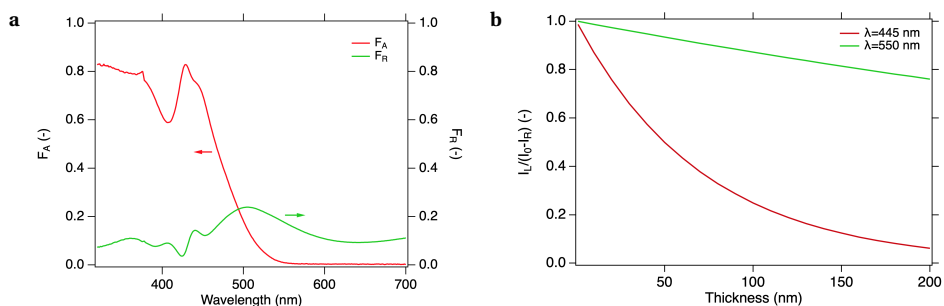 a
1.0
0.8
0.6
0.4
0.2
0.0
F_A (-)
400
500
600
700
Wavelength (nm)
1.0
0.8
0.6
0.4
0.2
0.0
F_R (-)
F_A
F_R
b
1.0
0.8
0.6
0.4
0.2
0.0
I_L/(I_0-I_R) (-)
50
100
150
200
Thickness (nm)
λ=445 nm
λ=550 nm